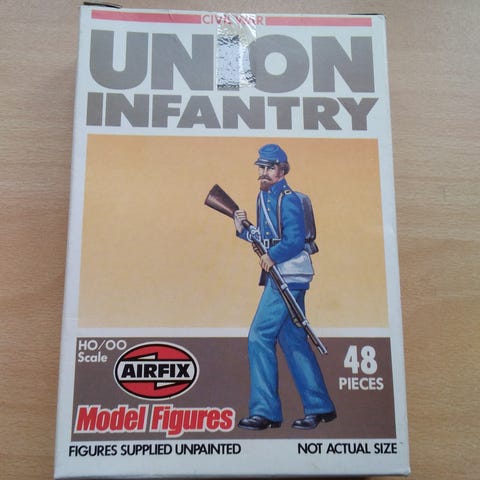 CIVIL WAR
UNION
INFANTRY
HO/OO
Scale
AIRFIX
Model Figures
48
PIECES
FIGURES SUPPLIED UNPAINTED
NOT ACTUAL SIZE